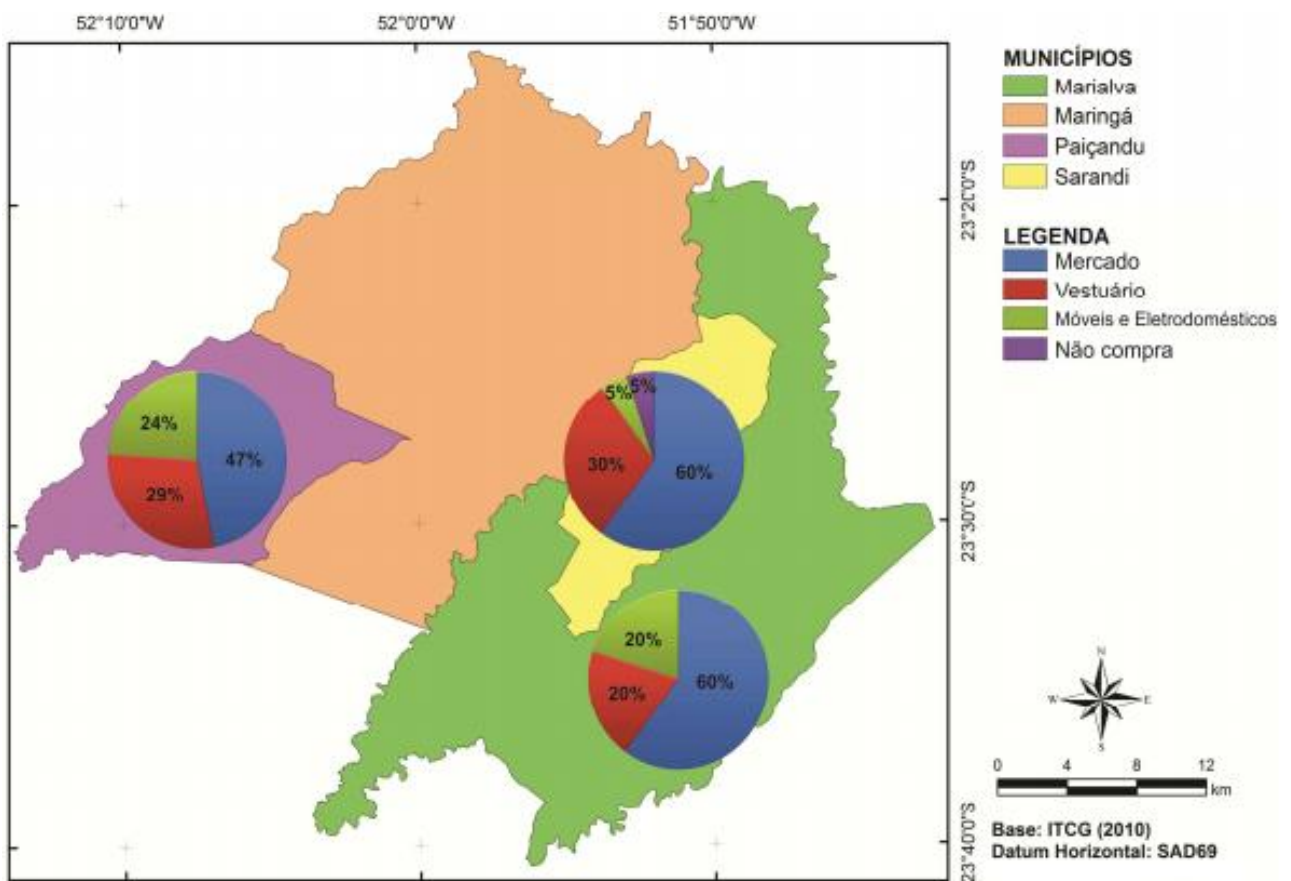 52°10'0"W
52°0'0"W
51°50'0"W
MUNICÍPIOS
Marialva
Maringá
Paiçandu
Sarandi
23°20'0"S
LEGENDA
Mercado
Vestuário
Móveis e Eletrodomésticos
Não compra
24%
47%
29%
5%
5%
30%
60%
23°30'0"S
20%
60%
20%
N
W
E
S
0 4 8 12
km
Base: ITCG (2010)
Datum Horizontal: SAD69
23°40'0"S